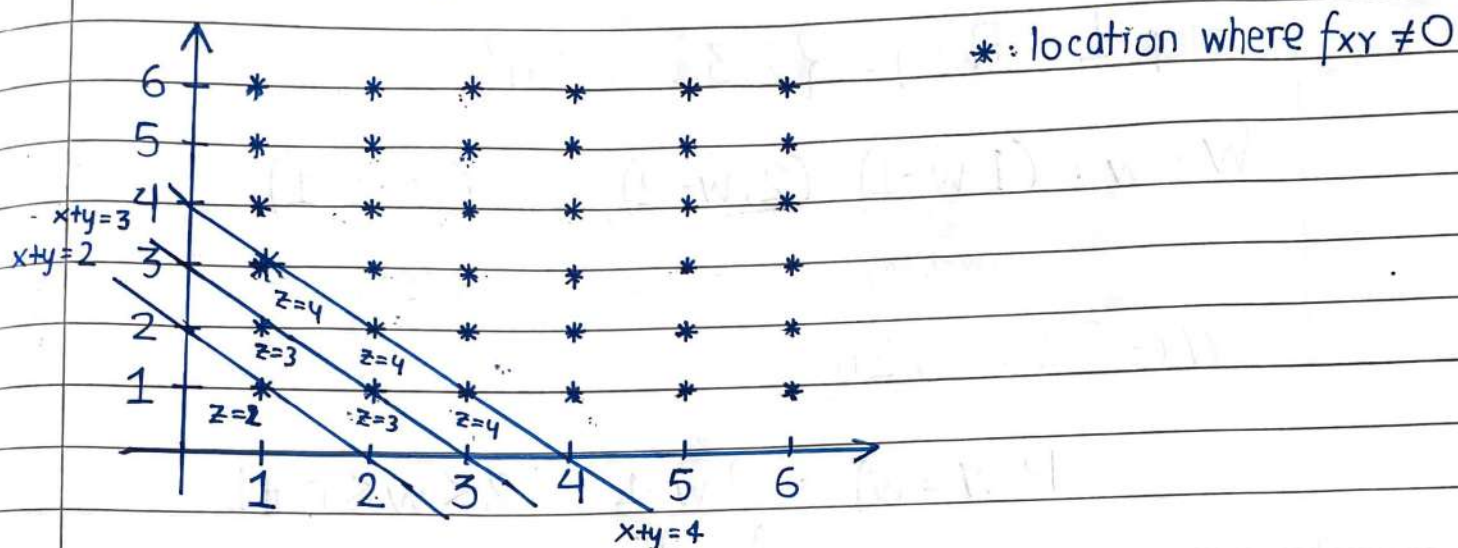 *: location where fxy ≠ 0
6
5
4
x+y=3
x+y=2
3
z=4
2
z=3 z=4
1
z=2 z=3 z=4
1 2 3 4 5 6
x+y=4